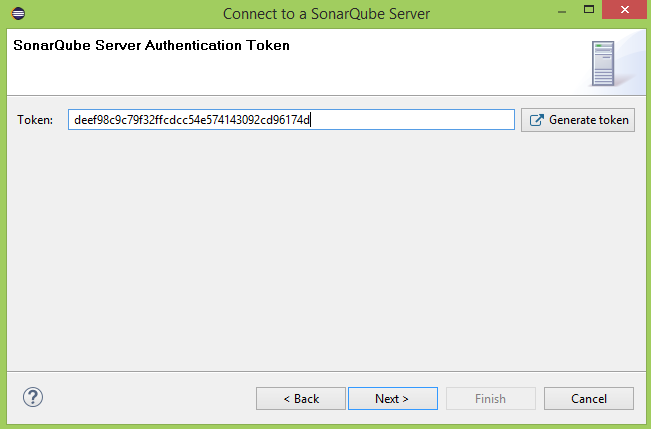 Connect to a SonarQube Server
SonarQube Server Authentication Token
Token: deef98c9c79f32ffcdcc54e574143092cd96174d Generate token
? < Back Next > Finish Cancel